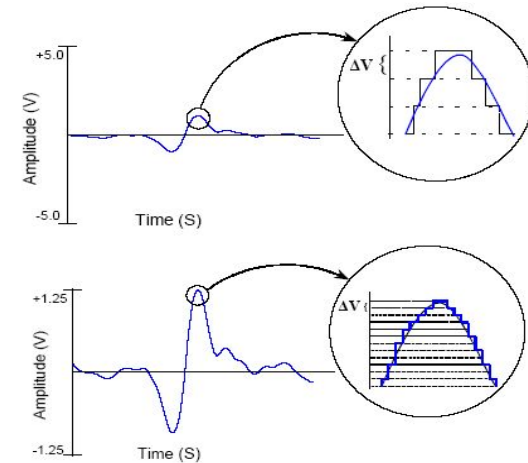 +5.0
ΔV {
Amplitude (V)
-5.0
Time (S)
+1.25
ΔV {
Amplitude (V)
-1.25
Time (S)